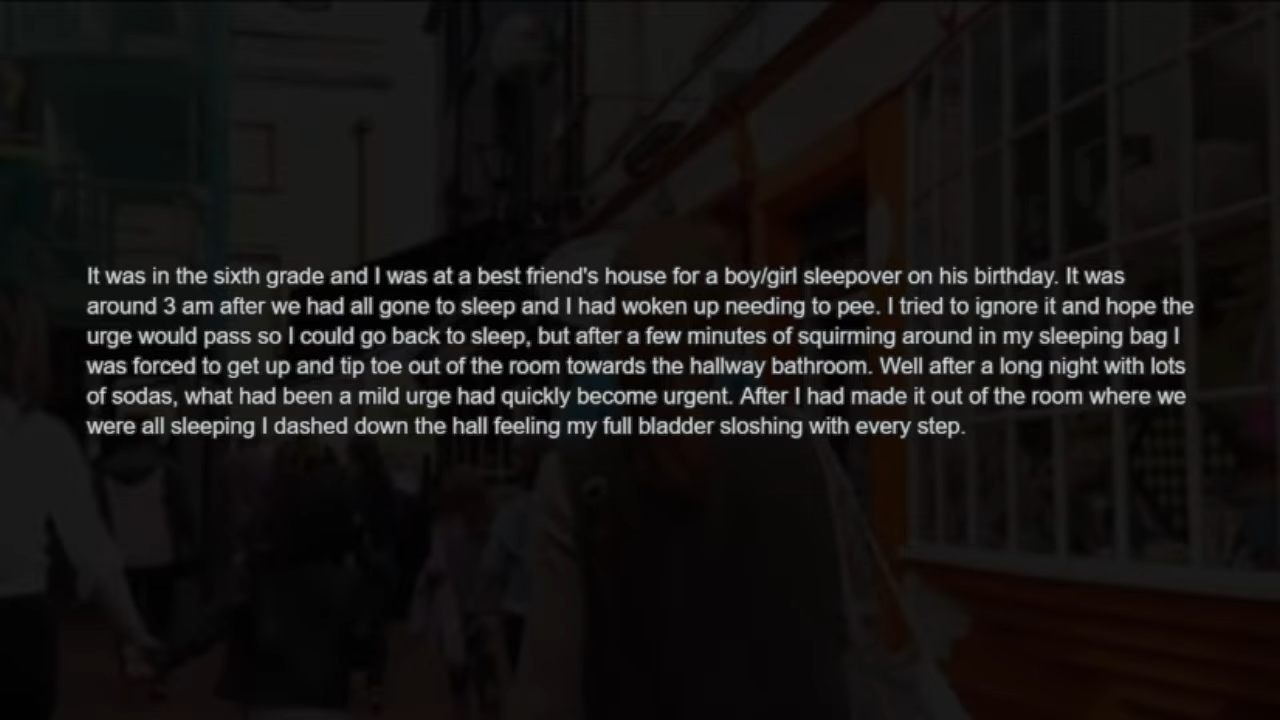 It was in the sixth grade and I was at a best friend's house for a boy/girl sleepover on his birthday. It was
around 3 am after we had all gone to sleep and I had woken up needing to pee. I tried to ignore it and hope the
urge would pass so I could go back to sleep, but after a few minutes of squirming around in my sleeping bag I
was forced to get up and tip toe out of the room towards the hallway bathroom. Well after a long night with lots
of sodas, what had been a mild urge had quickly become urgent. After I had made it out of the room where we
were all sleeping I dashed down the hall feeling my full bladder sloshing with every step.